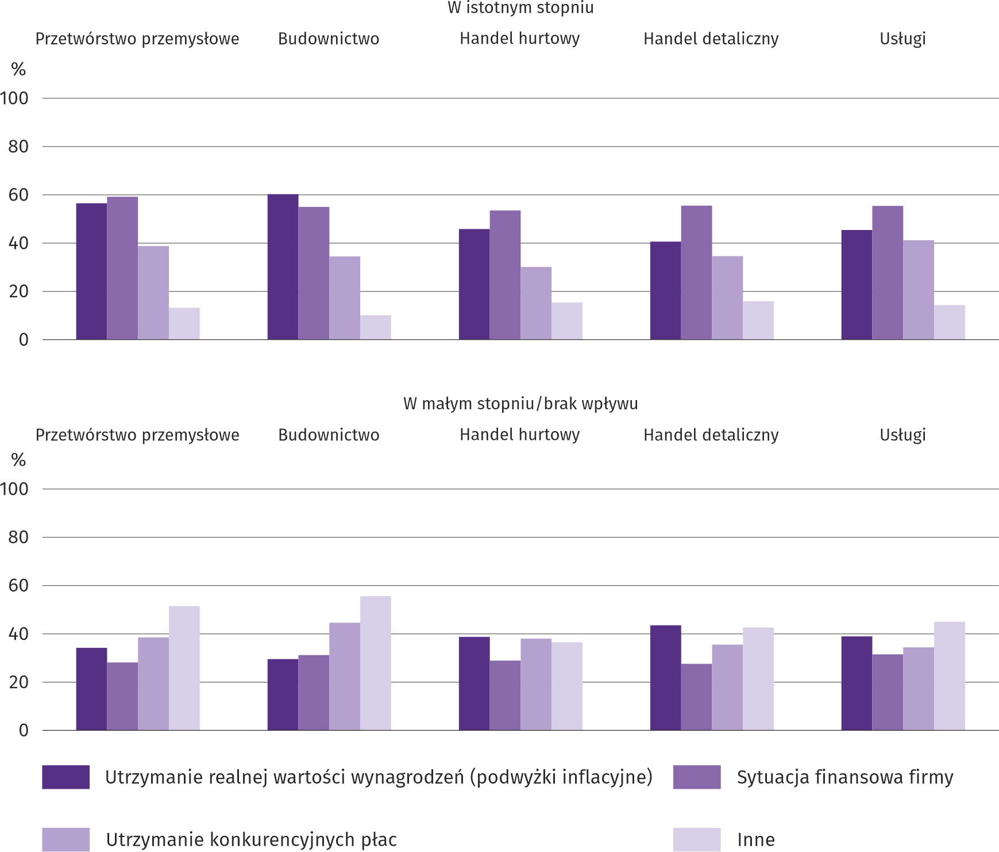 W istotnym stopniu
Przetwórstwo przemysłowe Budownictwo Handel hurtowy Handel detaliczny Usługi
%
100
80
60
40
20
0
W małym stopniu/brak wpływu
Przetwórstwo przemysłowe Budownictwo Handel hurtowy Handel detaliczny Usługi
%
100
80
60
40
20
0
Utrzymanie realnej wartości wynagrodzeń (podwyżki inflacyjne) Sytuacja finansowa firmy
Utrzymanie konkurencyjnych płac Inne